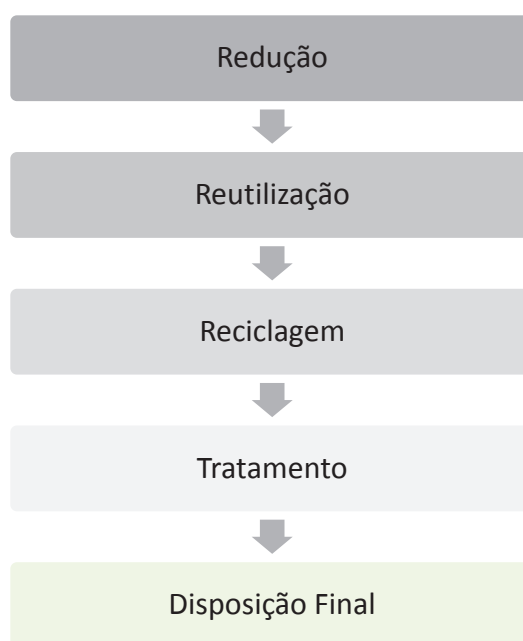 Redução
Reutilização
Reciclagem
Tratamento
Disposição Final